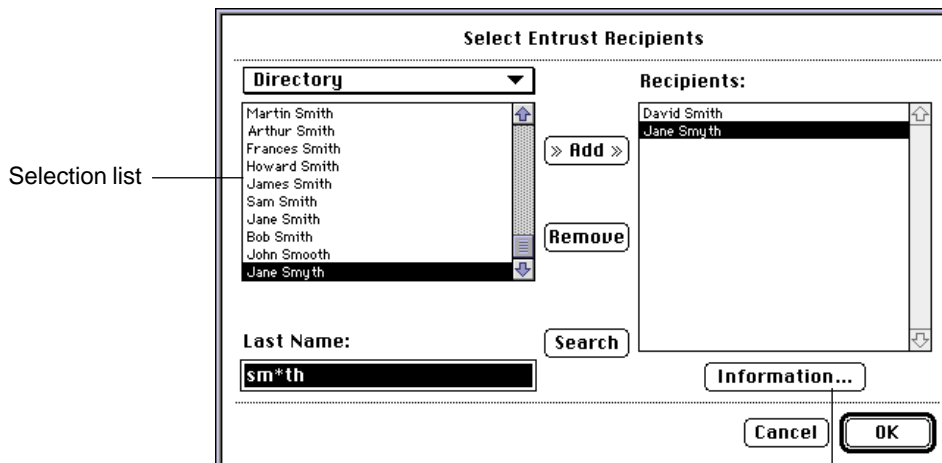 Select Entrust Recipients
Directory
Martin Smith
Arthur Smith
Frances Smith
Howard Smith
James Smith
Sam Smith
Jane Smith
Bob Smith
John Smooth
Jane Smyth
Selection list
Last Name:
sm*th
» Add »
Remove
Search
Recipients:
David Smith
Jane Smyth
Information...
Cancel
OK